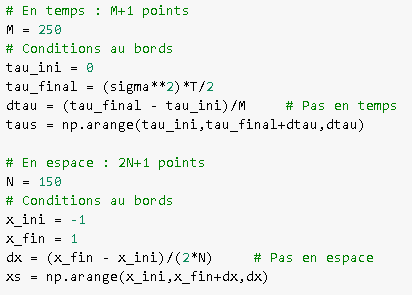 # En temps : M+1 points
M = 250
# Conditions au bords
tau_ini = 0
tau_final = (sigma**2)*T/2
dtau = (tau_final - tau_ini)/M     # Pas en temps
taus = np.arange(tau_ini,tau_final+dtau,dtau)
# En espace : 2N+1 points
N = 150
# Conditions au bords
x_ini = -1
x_fin = 1
dx = (x_fin - x_ini)/(2*N)     # Pas en espace
xs = np.arange(x_ini,x_fin+dx,dx)